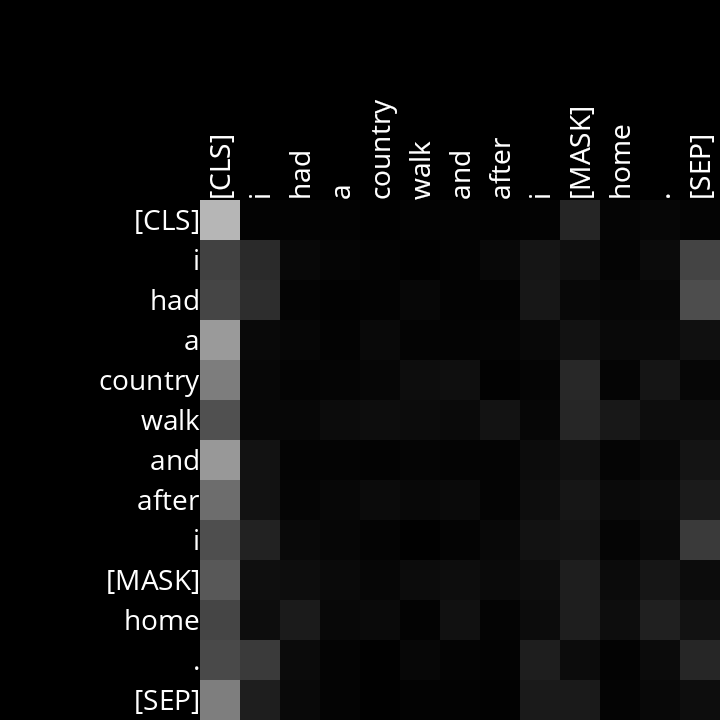 [CLS] i had a country walk and after i [MASK] home . [SEP]
[CLS]
i
had
a
country
walk
and
after
i
[MASK]
home
.
[SEP]